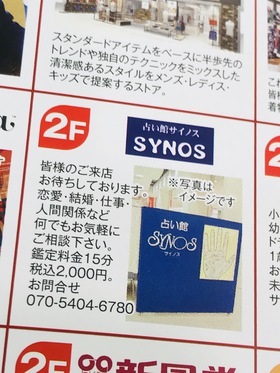 スタンダードアイテムをベースに半歩先の
トレンドや独自のテクニックをミックスした
清潔感あるスタイルをメンズ・レディス・
キッズで提案するストア。
2F
占い館サイノス
SYNOS
皆様のご来店
お待ちしております。
恋愛・結婚・仕事・
人間関係など
何でもお気軽に
ご相談下さい。
鑑定料金15分
税込2,000円。
お問合せ
070-5404-6780
※写真は
イメージです
占い館
SYNOS
サイノス
2F